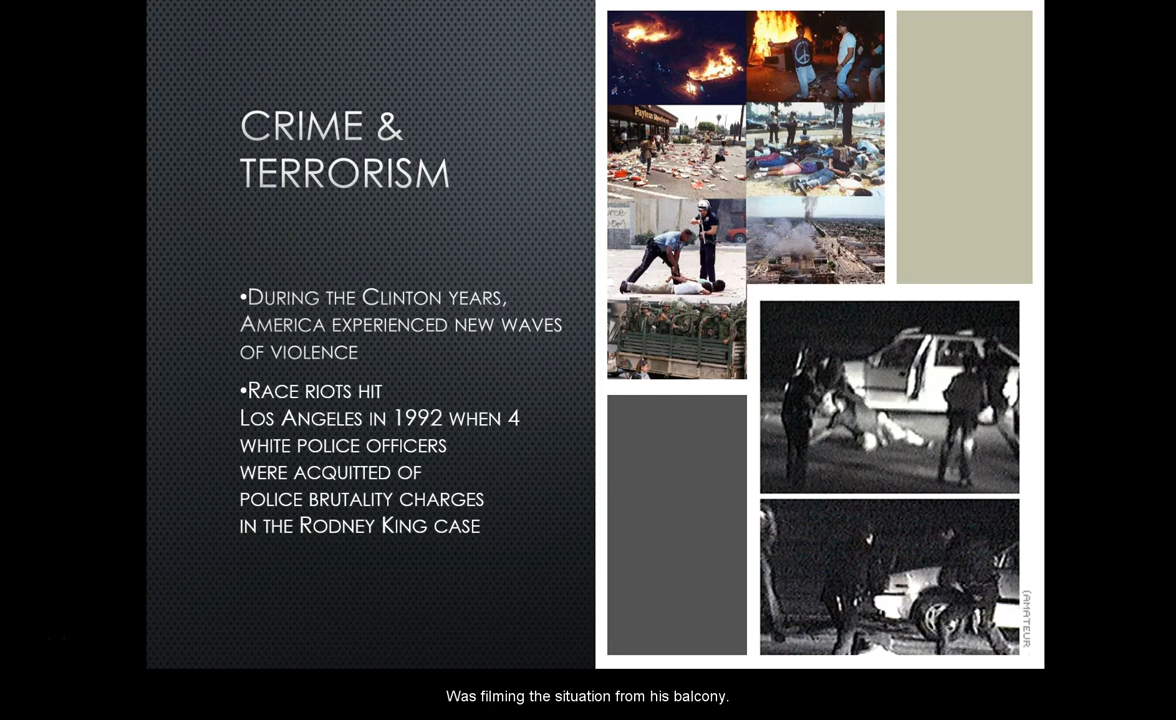 CRIME &
TERRORISM
•DURING THE CLINTON YEARS,
AMERICA EXPERIENCED NEW WAVES
OF VIOLENCE
•RACE RIOTS HIT
LOS ANGELES IN 1992 WHEN 4
WHITE POLICE OFFICERS
WERE ACQUITTED OF
POLICE BRUTALITY CHARGES
IN THE RODNEY KING CASE
(AMATEUR
Was filming the situation from his balcony.